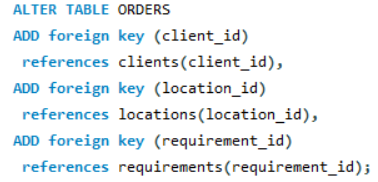 ALTER TABLE ORDERS
ADD foreign key (client_id)
references clients(client_id),
ADD foreign key (location_id)
references locations(location_id),
ADD foreign key (requirement_id)
references requirements(requirement_id);